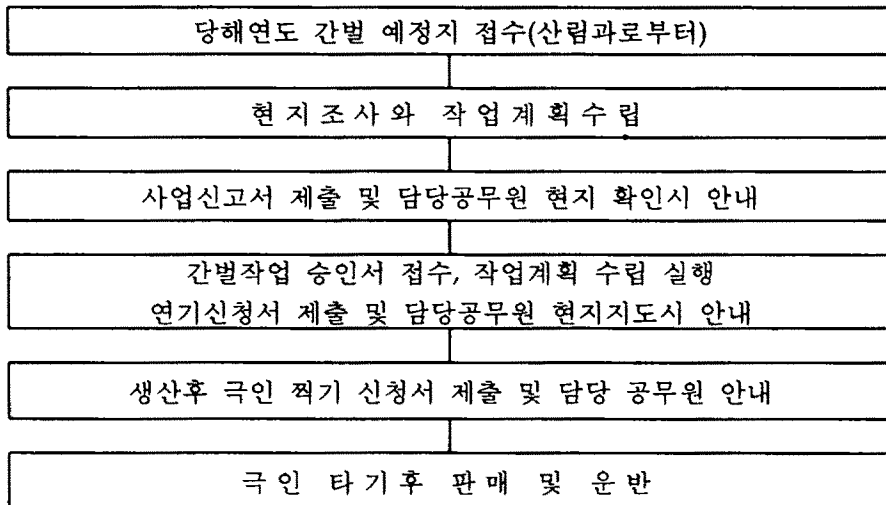 당해연도 간벌 예정지 접수(산림과로부터)
현지조사와 작업계획수립
사업신고서 제출 및 담당공무원 현지 확인시 안내
간벌작업 승인서 접수, 작업계획 수립 실행
연기신청서 제출 및 담당공무원 현지지도시 안내
생산후 극인 찍기 신청서 제출 및 담당 공무원 안내
극인 타기후 판매 및 운반